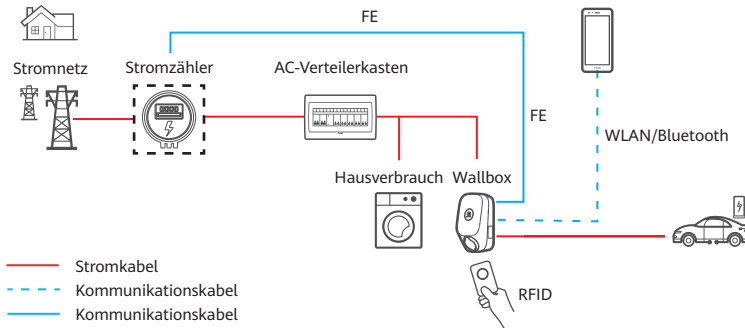 FE
Stromnetz
Stromzähler
AC-Verteilerkasten
FE
WLAN/Bluetooth
Hausverbrauch
Wallbox
Stromkabel
Kommunikationskabel
Kommunikationskabel
RFID